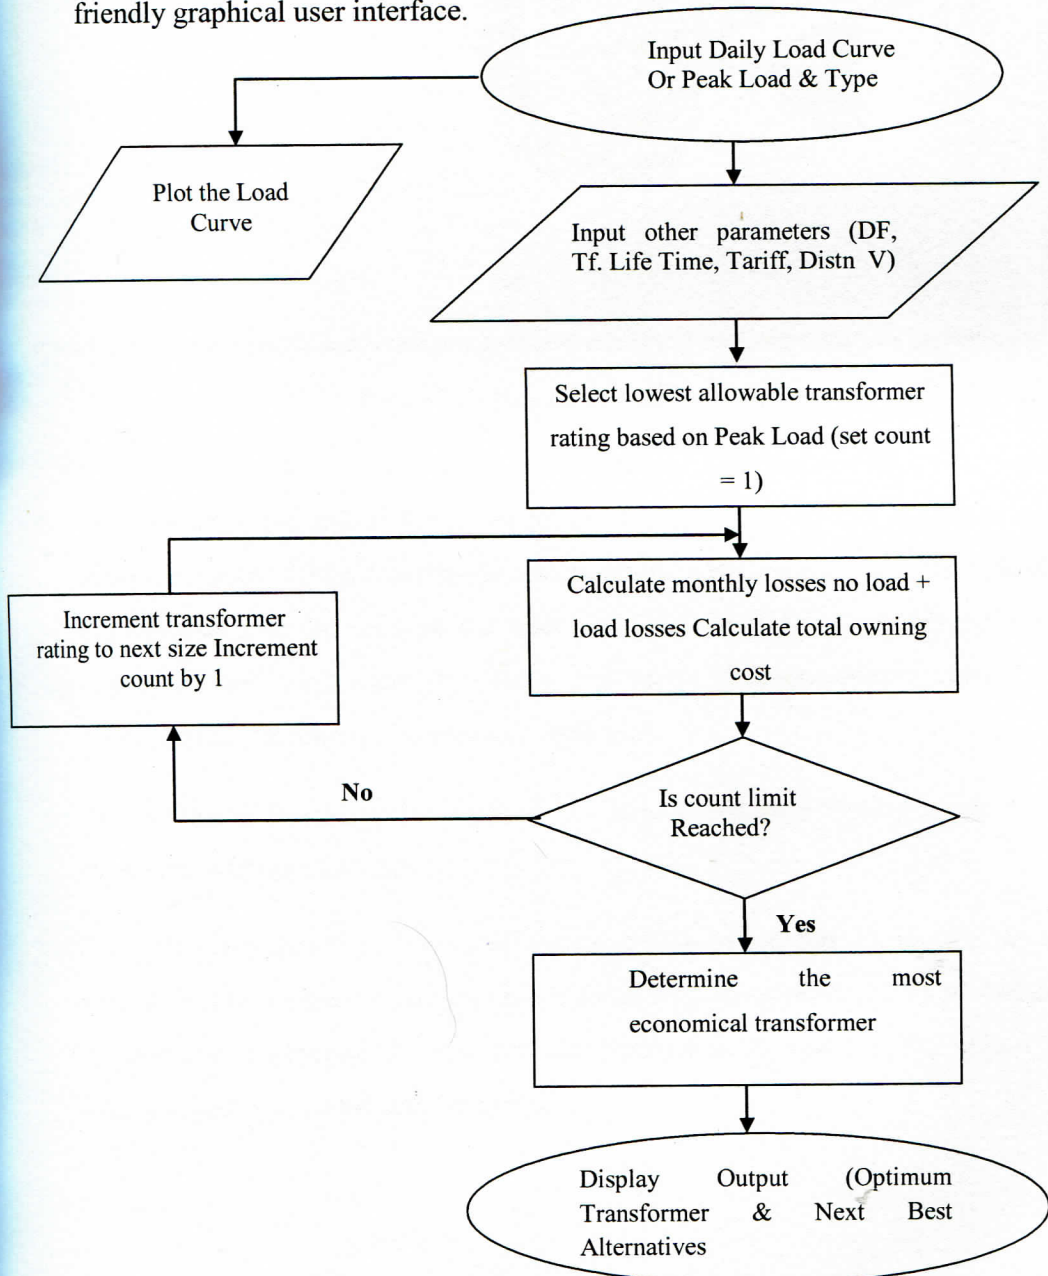 friendly graphical user interface.
Input Daily Load Curve
Or Peak Load & Type
Plot the Load
Curve
Input other parameters (DF,
Tf. Life Time, Tariff, Distn V)
Select lowest allowable transformer
rating based on Peak Load (set count
= 1)
Calculate monthly losses no load +
load losses Calculate total owning
cost
Increment transformer
rating to next size Increment
count by 1
No
Is count limit
Reached?
Yes
Determine the most
economical transformer
Display Output (Optimum
Transformer & Next Best
Alternatives